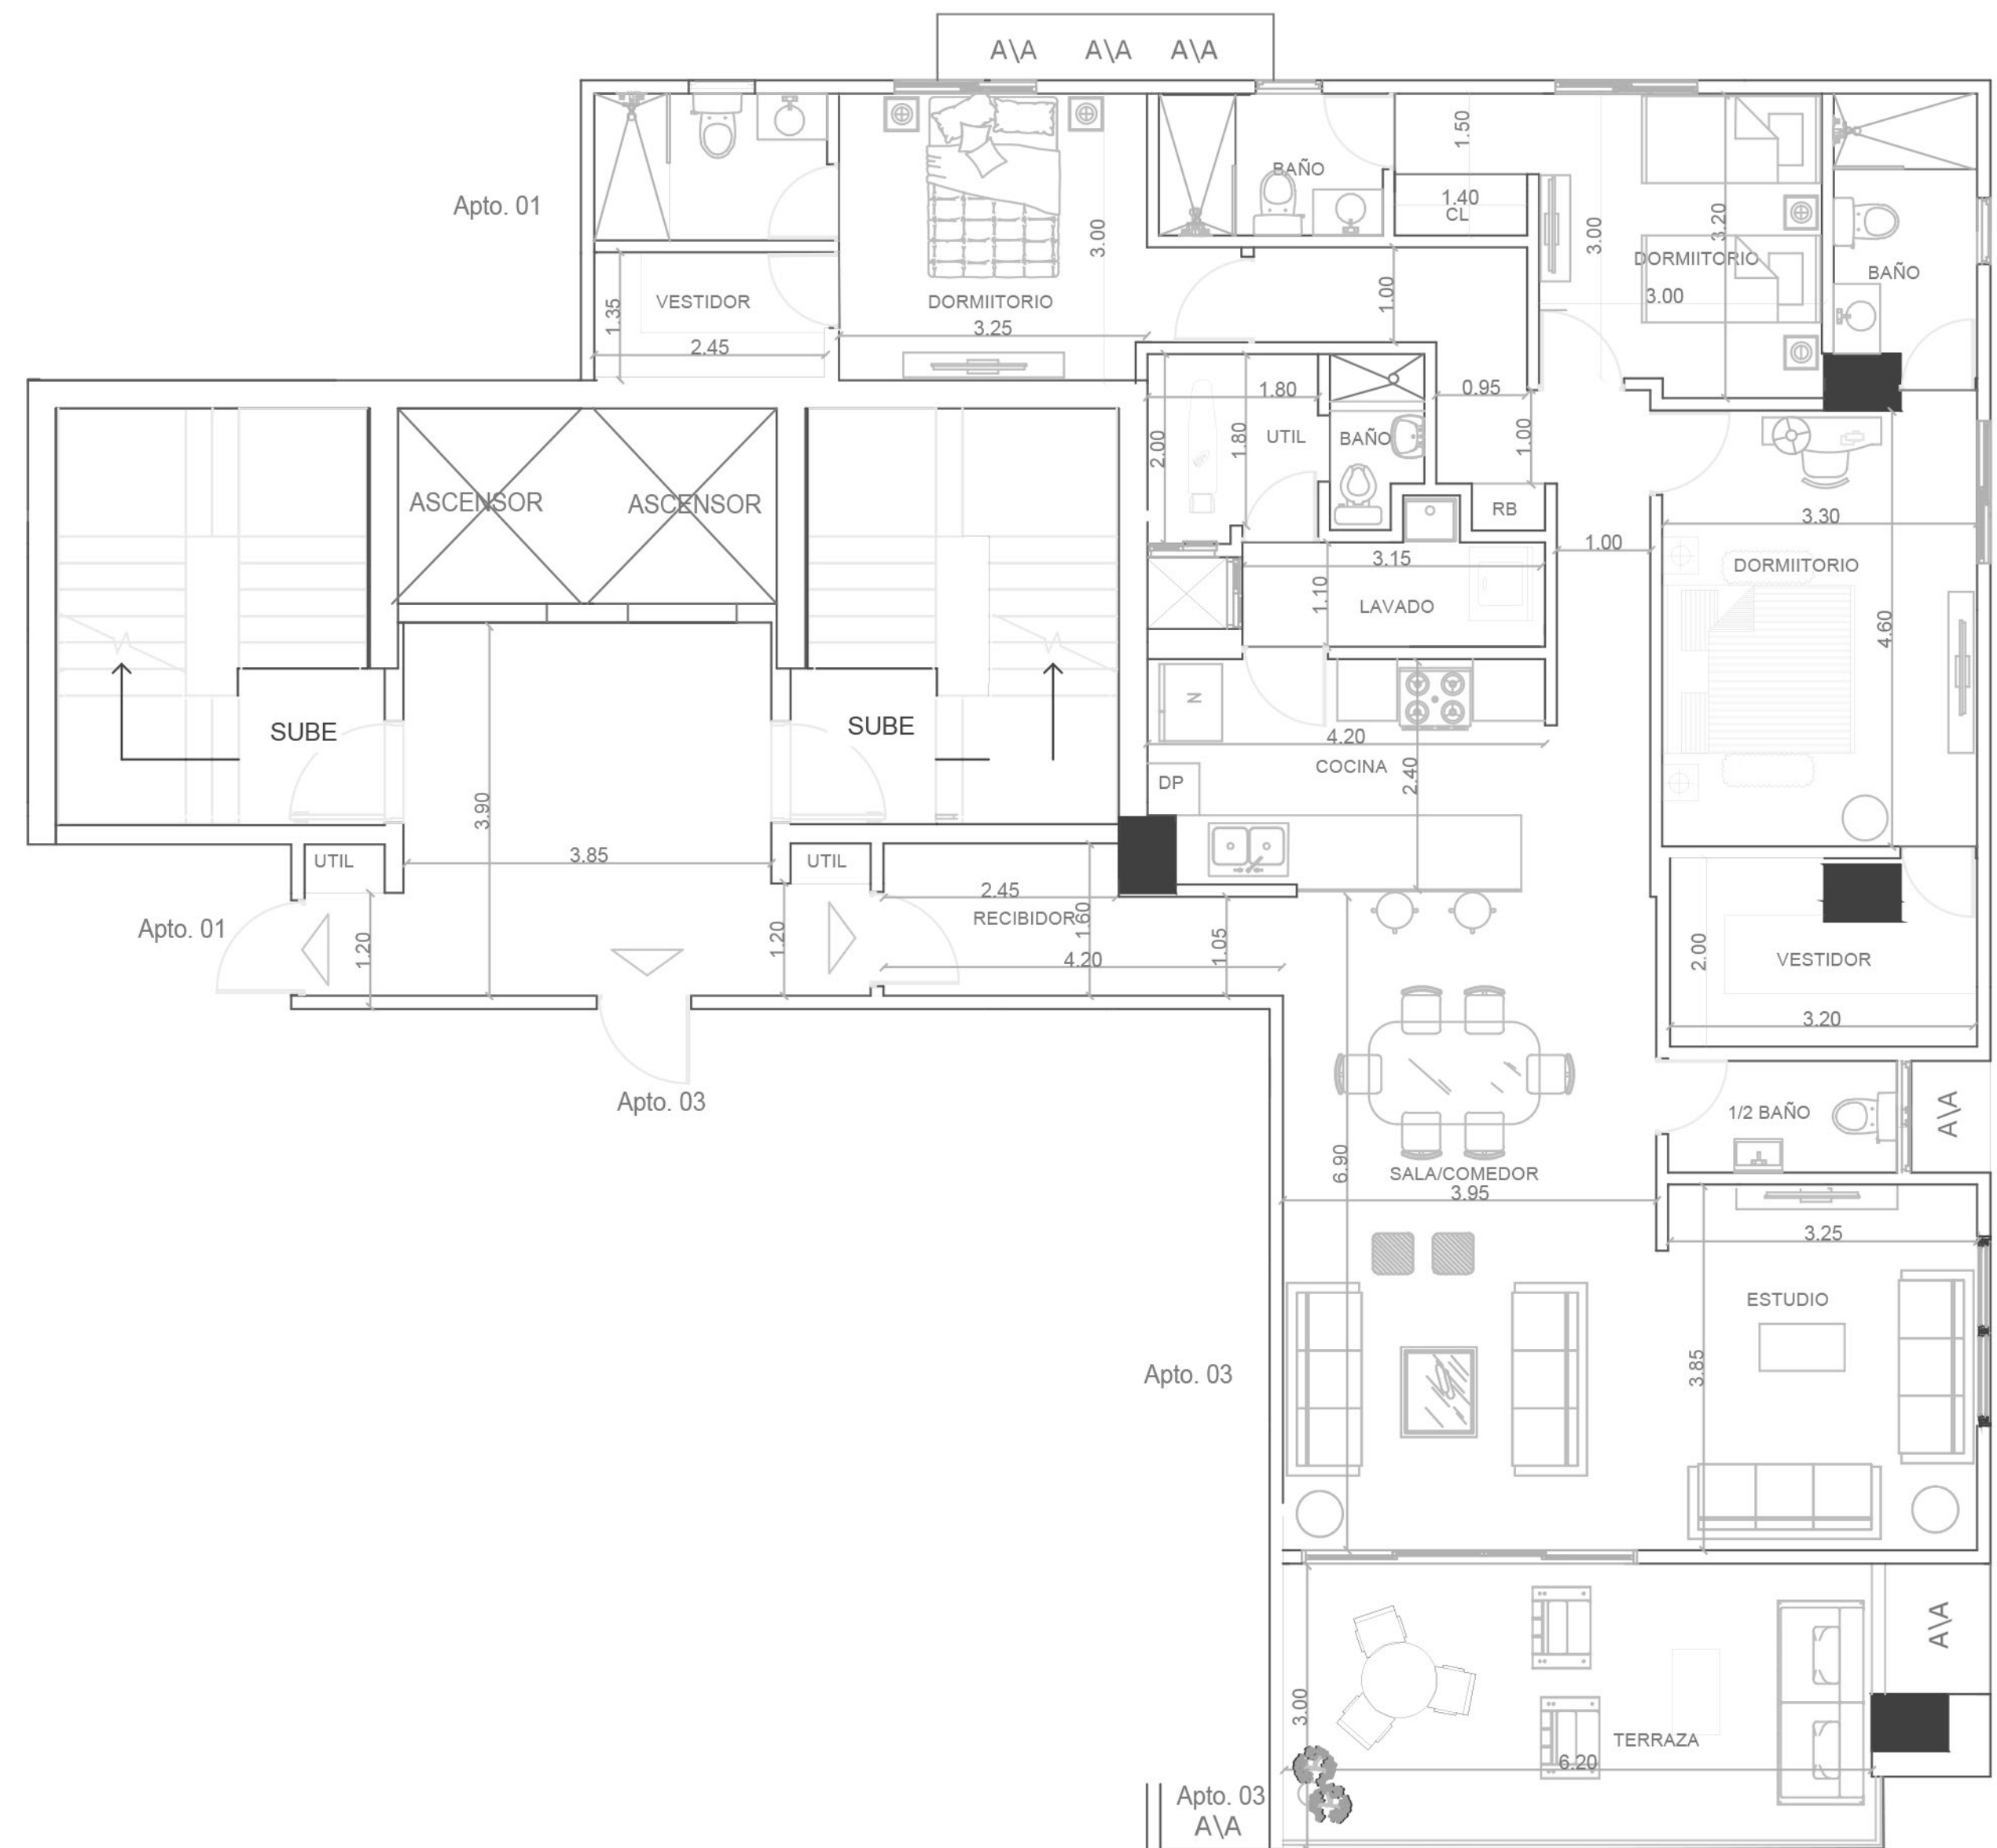 A\A A\A A\A
1.50
BAÑO
1.40
CL
Apto. 01
3.00
3.00
3.20
DORMIITORIO
BAÑO
3.00
VESTIDOR
DORMIITORIO
1.35
1.00
3.25
2.45
1.80
0.95
2.00
1.80
UTIL
BAÑO
1.00
ASCENSOR
ASCENSOR
RB
3.30
1.00
3.15
DORMIITORIO
1.10
LAVADO
4.60
N
SUBE
SUBE
4.20
COCINA
2.40
DP
3.90
3.85
UTIL
UTIL
2.45
RECIBIDOR
1.60
Apto. 01
1.20
1.20
1.05
4.20
2.00
VESTIDOR
3.20
Apto. 03
1/2 BAÑO
A\A
6.90
SALA/COMEDOR
3.95
3.25
ESTUDIO
3.85
Apto. 03
A\A
3.00
TERRAZA
6.20
Apto. 03
A\A